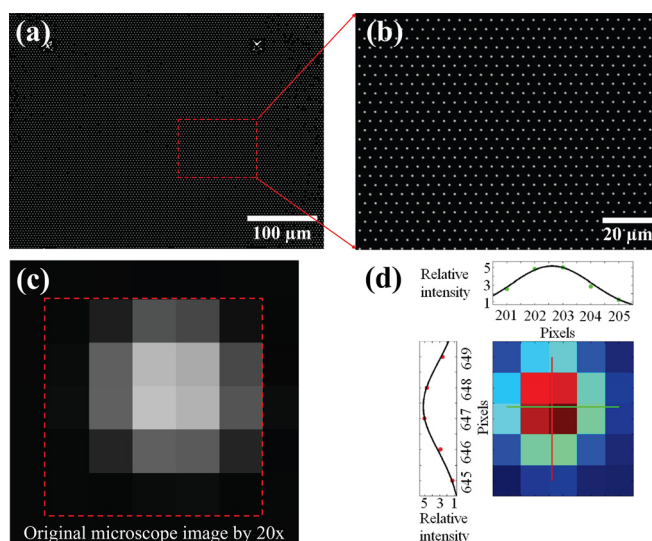 (a)
100 µm
(b)
20 µm
(c)
Original microscope image by 20x
(d)
Relative
intensity
5
3
1
201 202 203 204 205
Pixels
645 646 647 648 649
Pixels
5 3 1
Relative
intensity